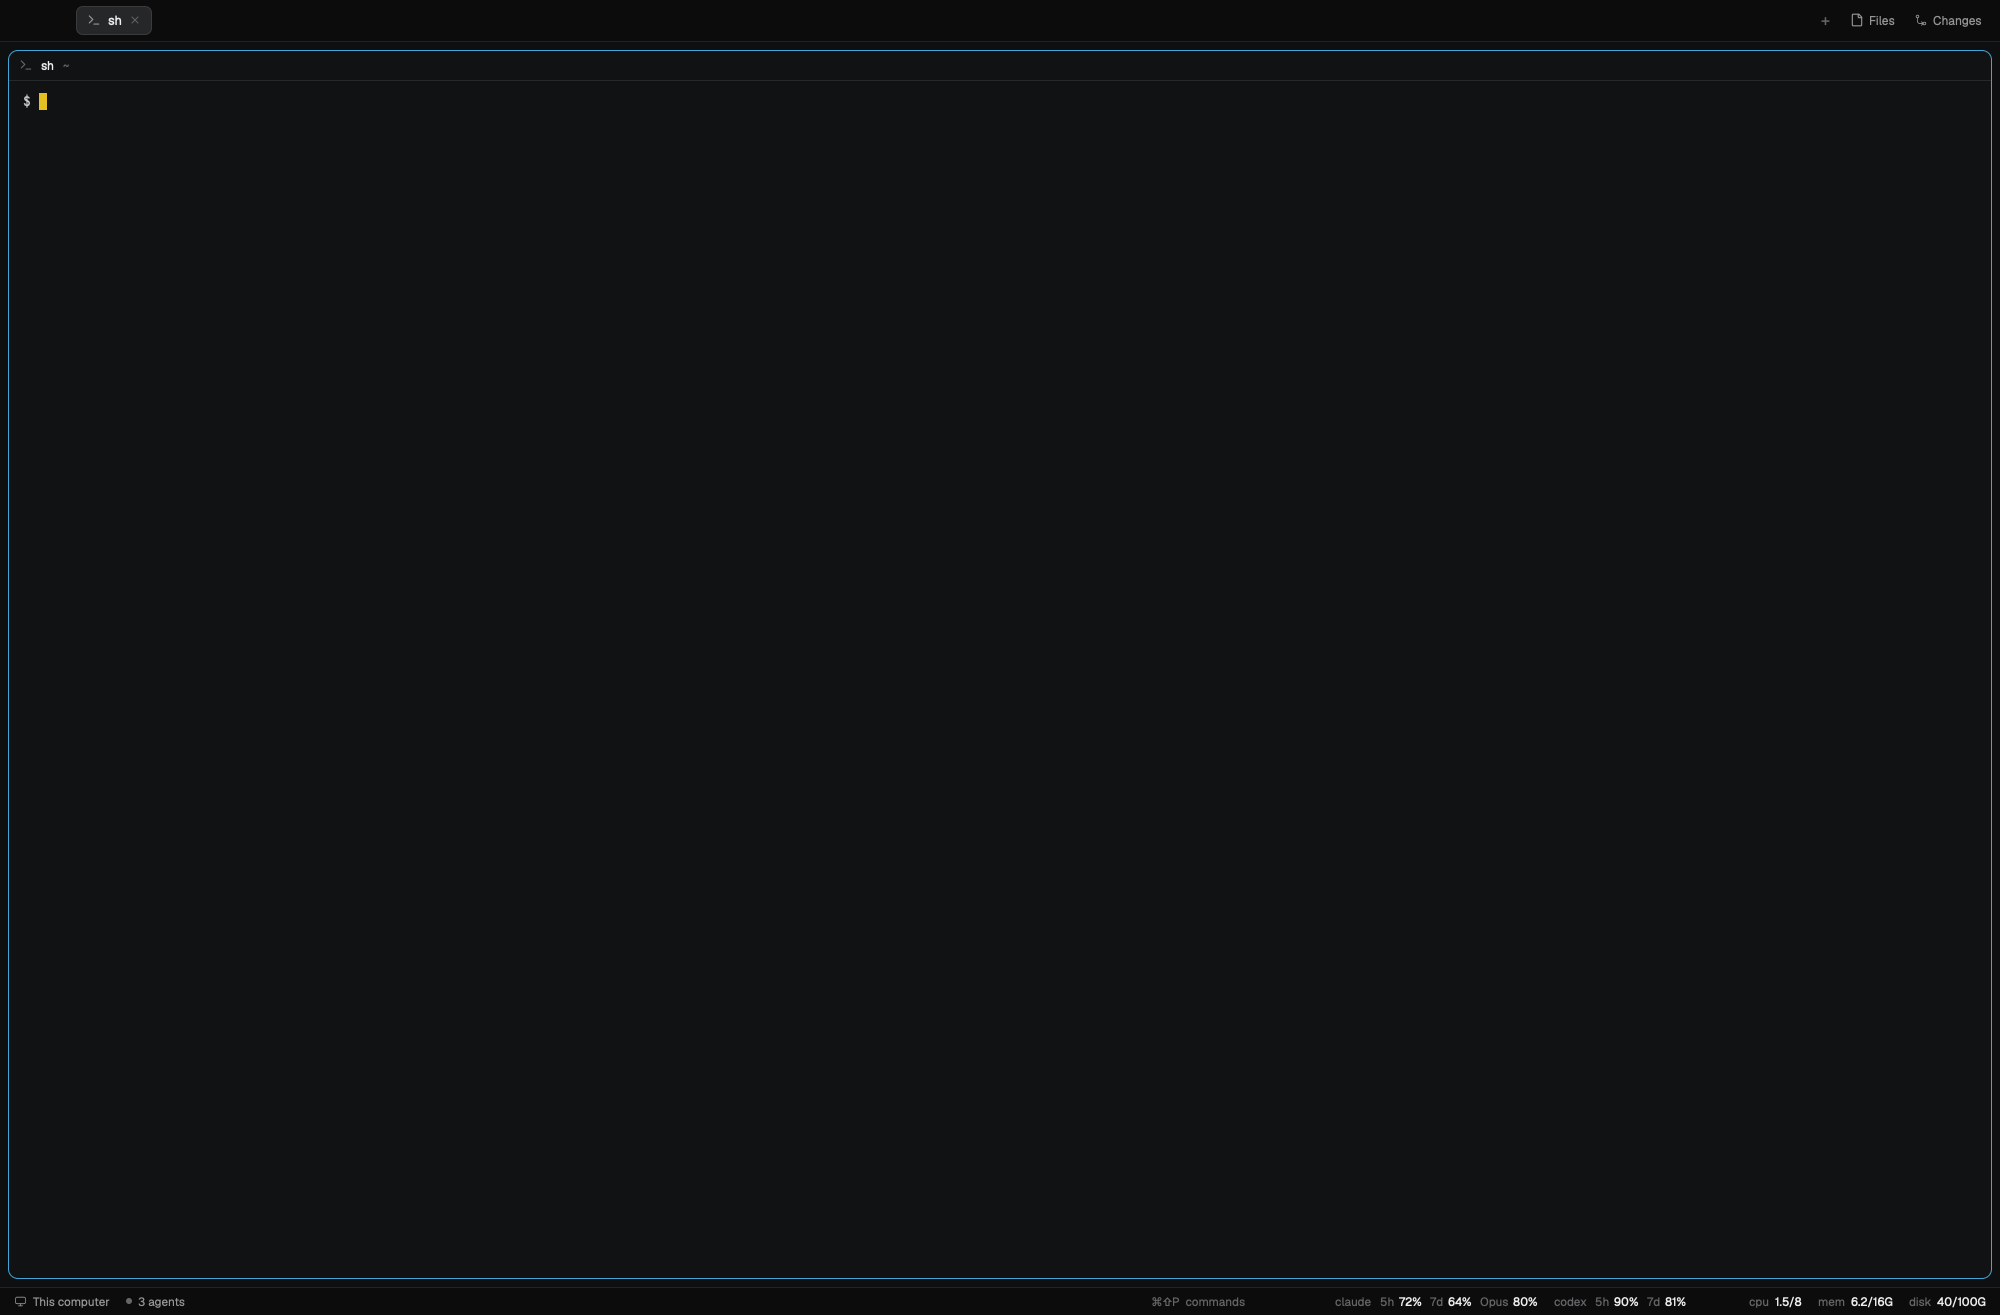 sh
Files
Changes
sh ~
$
This computer
3 agents
⌘⇧P commands
claude 5h 72% 7d 64% Opus 80% codex 5h 90% 7d 81%
cpu 1.5/8 mem 6.2/16G disk 40/100G